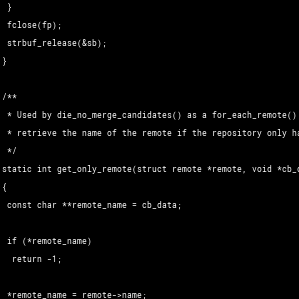 }
fclose(fp);
strbuf_release(&sb);
}
/**
* Used by die_no_merge_candidates() as a for_each_remote()
* retrieve the name of the remote if the repository only ha
*/
static int get_only_remote(struct remote *remote, void *cb_d
{
const char **remote_name = cb_data;
if (*remote_name)
return -1;
*remote_name = remote->name;